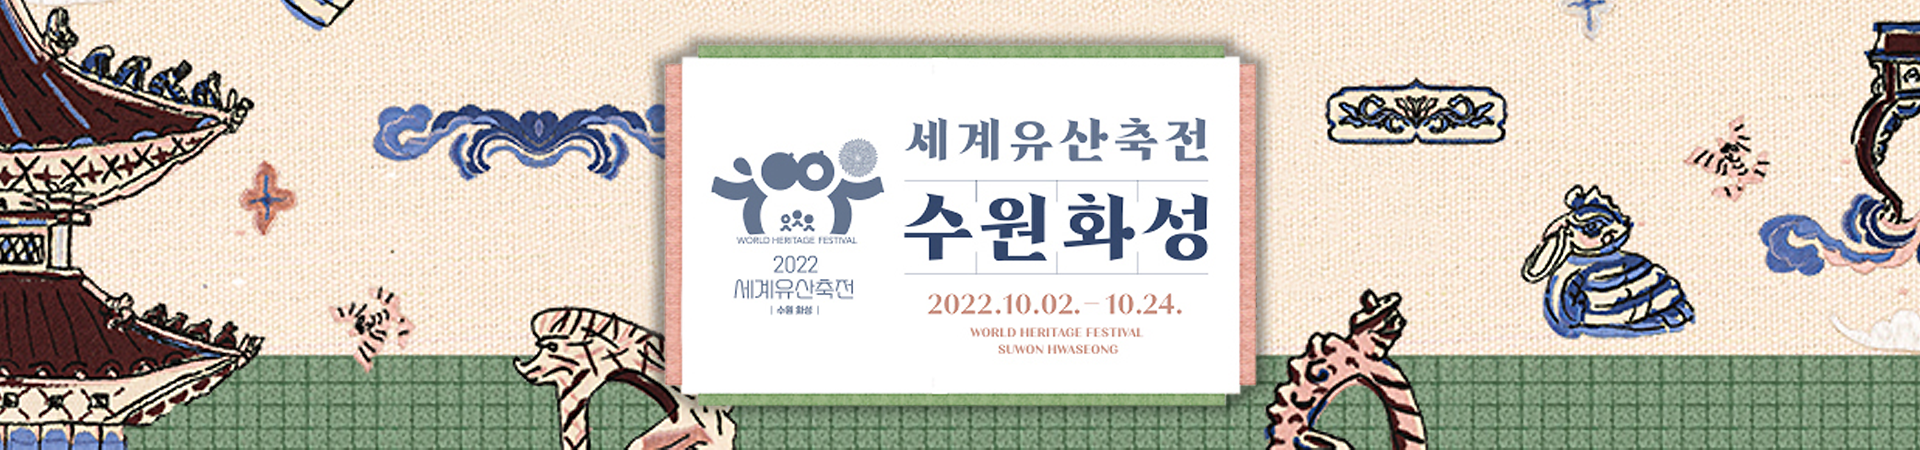 WORLD HERITAGE FESTIVAL
2022
세계유산축전
| 수원 화성 |
세계유산축전
수원화성
2022.10.02.–10.24.
WORLD HERITAGE FESTIVAL
SUWON HWASEONG